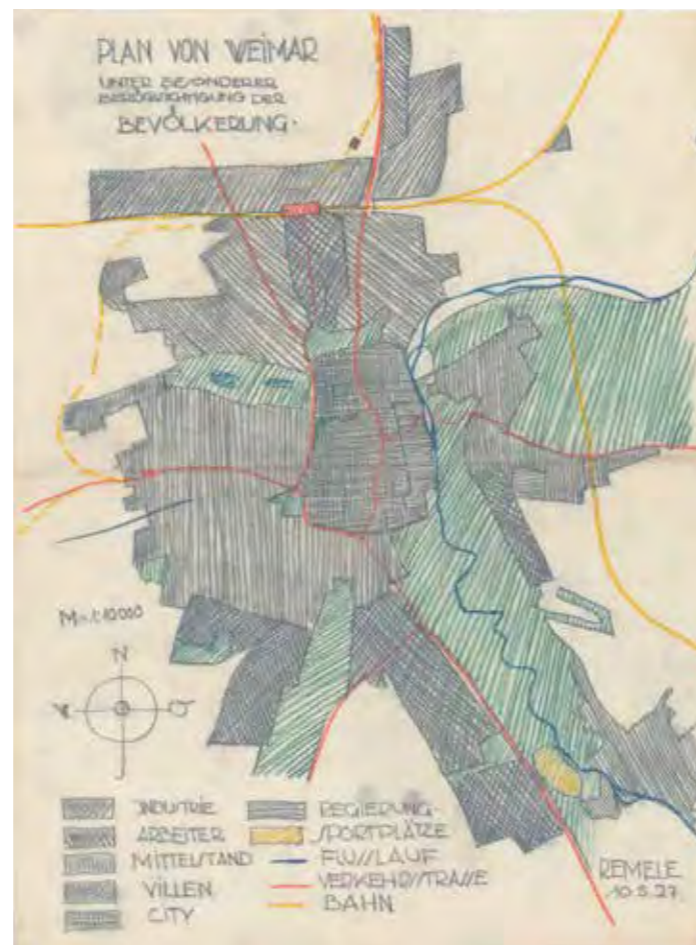 PLAN VON WEIMAR
UNTER BESONDERER
BERÜCKSICHTIGUNG DER
BEVÖLKERUNG.
M = 1:10000
N
W
O
S
INDUSTRIE
ARBEITER
MITTELSTAND
VILLEN
CITY
REGIERUNG-
SPORTPLÄTZE
FLUSSLAUF
VERKEHRSSTRASSE
BAHN
REMELE
10.5.27.